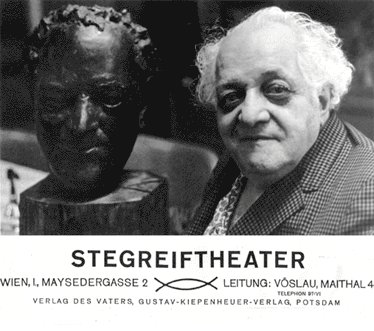 STEGREIFTHEATER
WIEN, I., MAYSEDERGASSE 2 LEITUNG: VÖSLAU, MAITHAL 4
TELEPHON 97/VI
VERLAG DES VATERS, GUSTAV-KIEPENHEUER-VERLAG, POTSDAM